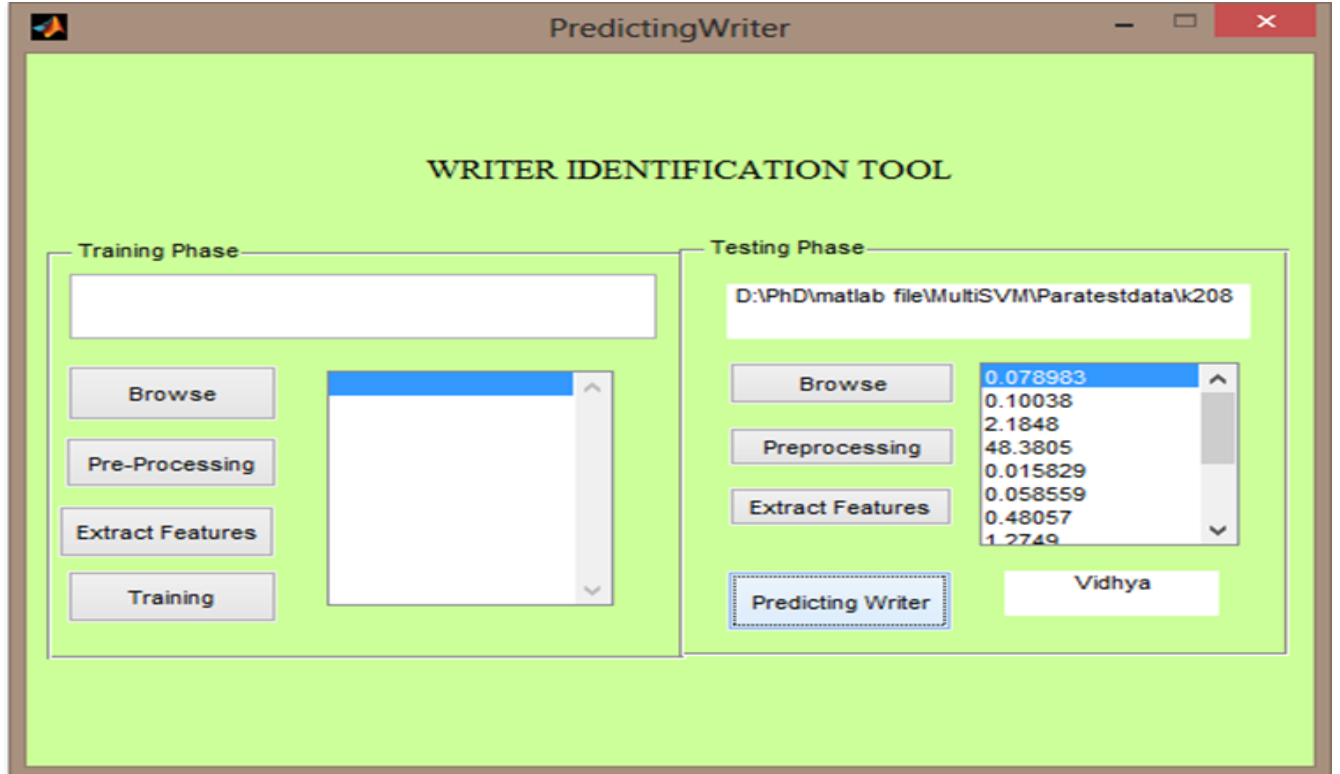 PredictingWriter
WRITER IDENTIFICATION TOOL
Training Phase
Browse
Pre-Processing
Extract Features
Training
Testing Phase
D:\PhD\matlab file\MultiSVM\Paratestdata\k208
Browse
Preprocessing
Extract Features
0.078983
0.10038
2.1848
48.3805
0.015829
0.058559
0.48057
1.2749
Predicting Writer
Vidhya